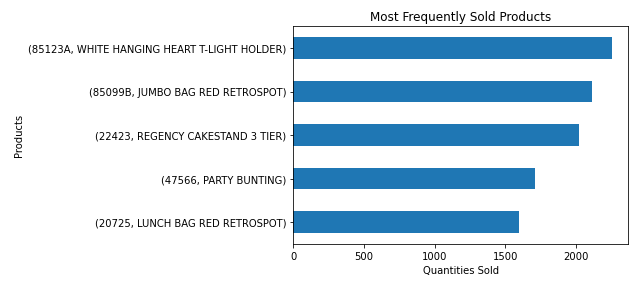 Most Frequently Sold Products
Products
(85123A, WHITE HANGING HEART T-LIGHT HOLDER)
(85099B, JUMBO BAG RED RETROSPOT)
(22423, REGENCY CAKESTAND 3 TIER)
(47566, PARTY BUNTING)
(20725, LUNCH BAG RED RETROSPOT)
0 500 1000 1500 2000
Quantities Sold